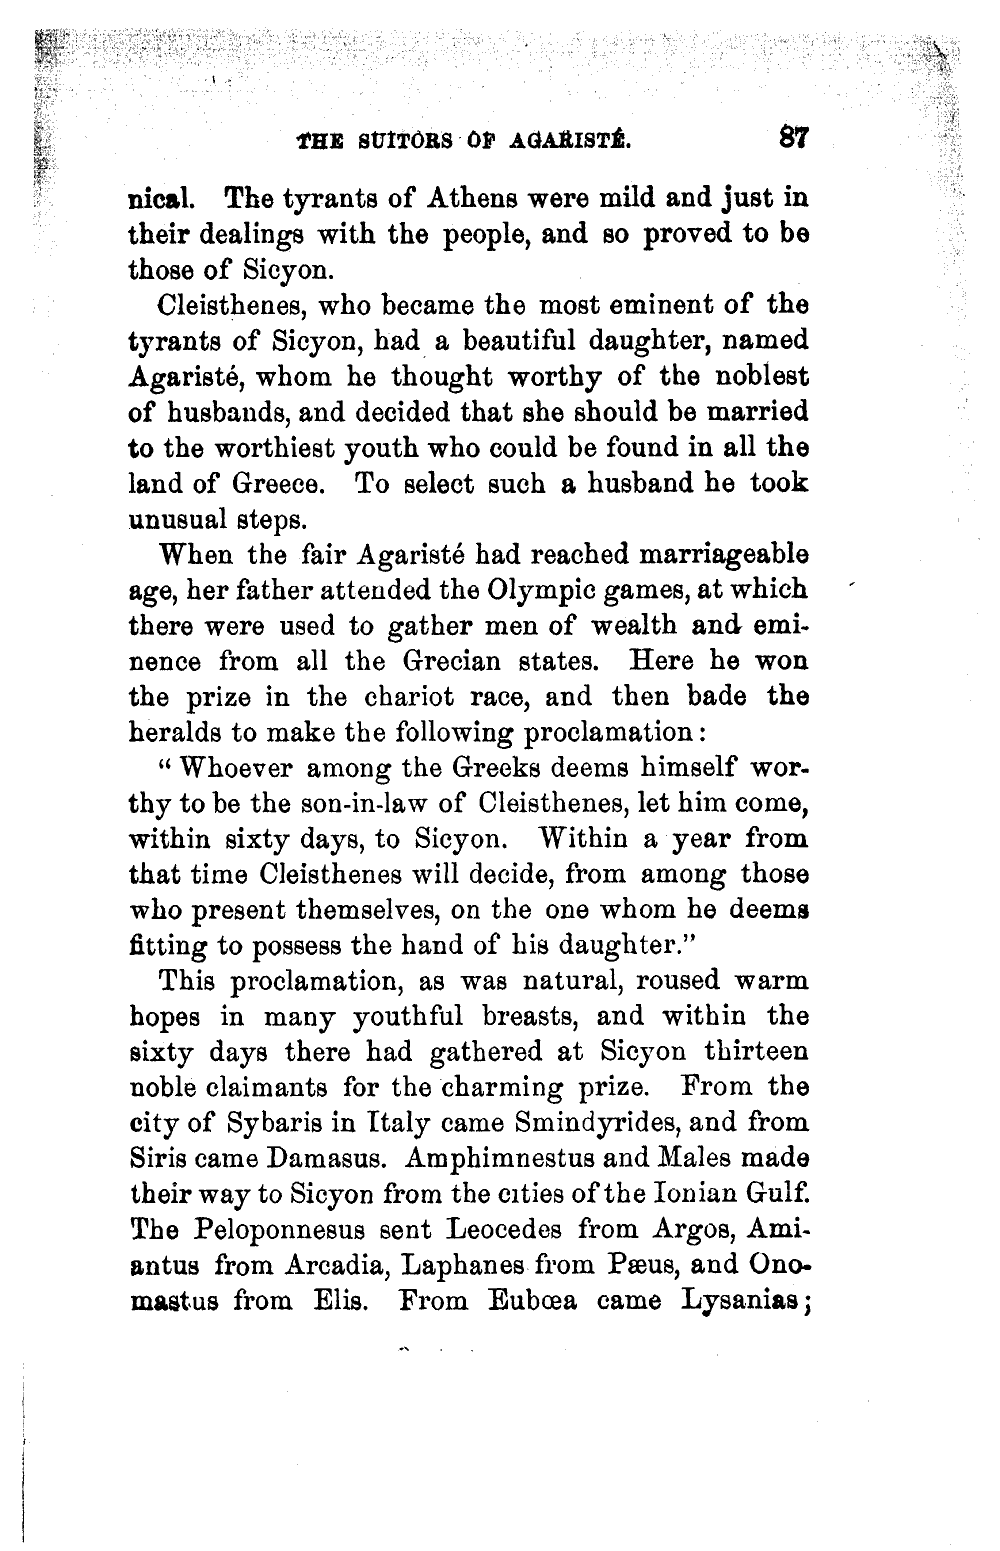 THE SUITORS OF AGARISTÉ. 87
nical. The tyrants of Athens were mild and just in
their dealings with the people, and so proved to be
those of Sicyon.
Cleisthenes, who became the most eminent of the
tyrants of Sicyon, had a beautiful daughter, named
Agaristé, whom he thought worthy of the noblest
of husbands, and decided that she should be married
to the worthiest youth who could be found in all the
land of Greece. To select such a husband he took
unusual steps.
When the fair Agaristé had reached marriageable
age, her father attended the Olympic games, at which
there were used to gather men of wealth and emi-
nence from all the Grecian states. Here he won
the prize in the chariot race, and then bade the
heralds to make the following proclamation:
“Whoever among the Greeks deems himself wor-
thy to be the son-in-law of Cleisthenes, let him come,
within sixty days, to Sicyon. Within a year from
that time Cleisthenes will decide, from among those
who present themselves, on the one whom he deems
fitting to possess the hand of his daughter.”
This proclamation, as was natural, roused warm
hopes in many youthful breasts, and within the
sixty days there had gathered at Sicyon thirteen
noble claimants for the charming prize. From the
city of Sybaris in Italy came Smindyrides, and from
Siris came Damasus. Amphimnestus and Males made
their way to Sicyon from the cities of the Ionian Gulf.
The Peloponnesus sent Leocedes from Argos, Ami-
antus from Arcadia, Laphanes from Pæus, and Ono-
mastus from Elis. From Eubœa came Lysanias;